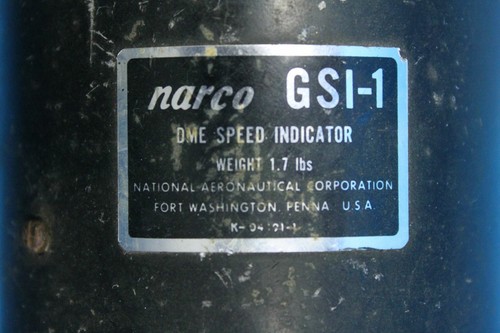 narco GSI-1
DME SPEED INDICATOR
WEIGHT 1.7 lbs
NATIONAL AERONAUTICAL CORPORATION
FORT WASHINGTON, PENNA U.S.A.